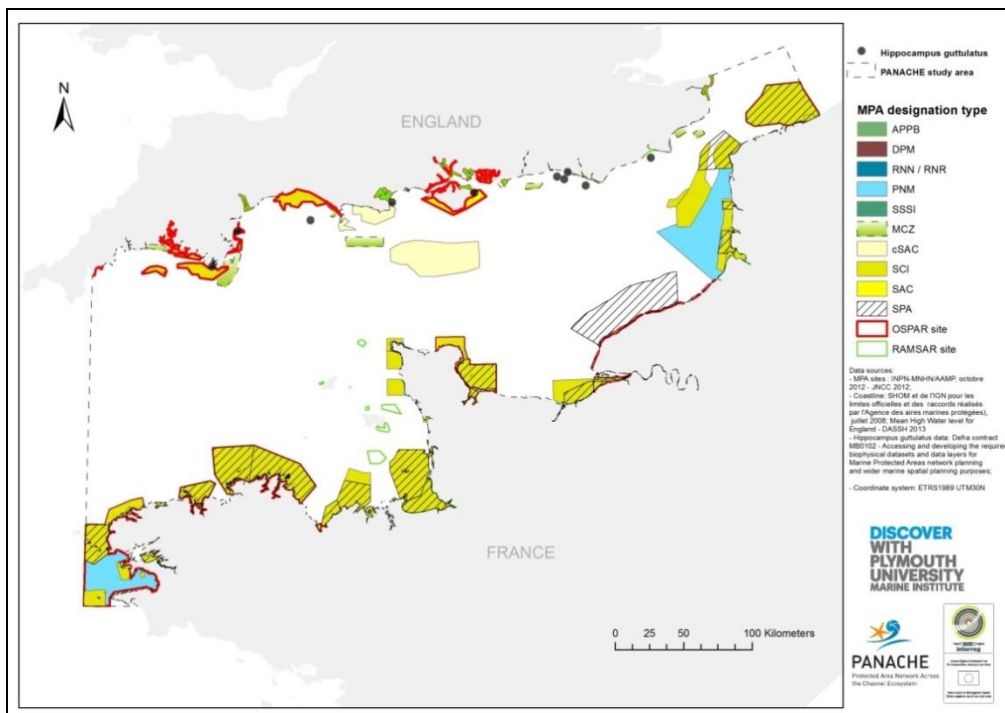 N
ENGLAND
FRANCE
0 25 50 100 Kilometers
Hippocampus guttulatus
PANACHE study area
MPA designation type
APPB
DPM
RNN / RNR
PNM
SSSI
MCZ
cSAC
SCI
SAC
SPA
OSPAR site
RAMSAR site
Data sources:
- MPA sites : INPN-MNHN/AAMP, octobre
2012 - JNCC 2012;
- Coastline: SHOM et de l'IGN pour les
limites officielles et des raccords réalisés
par l'Agence des aires marines protégées),
juillet 2008; Mean High Water level for
England - DASSH 2013
- Hippocampus guttulatus data: Defra contract
MB0102 - Accessing and developing the required
biophysical datasets and data layers for
Marine Protected Areas network planning
and wider marine spatial planning purposes;
- Coordinate system: ETRS1989 UTM30N
DISCOVER
WITH
PLYMOUTH
UNIVERSITY
MARINE INSTITUTE
PANACHE
Protected Area Network Across
the Channel Ecosystem